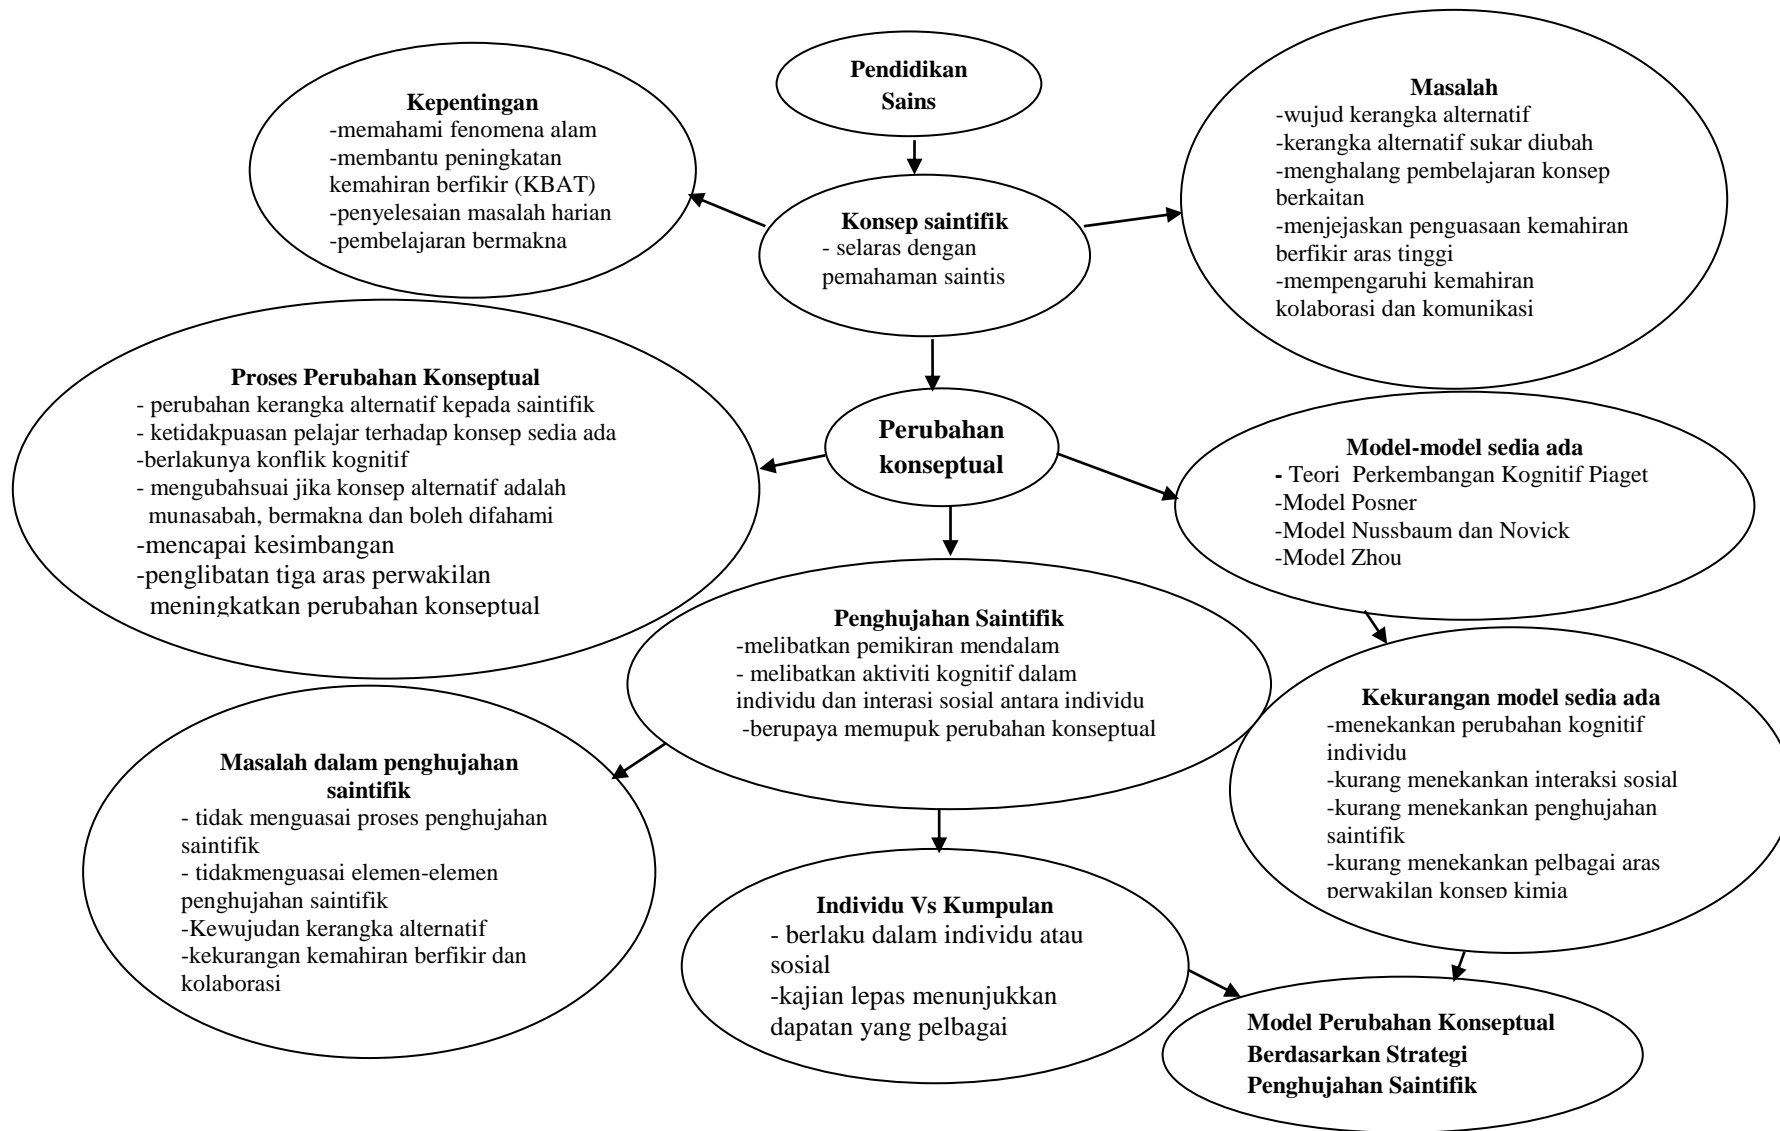 Pendidikan
Sains
Kepentingan
-memahami fenomena alam
-membantu peningkatan
kemahiran berfikir (KBAT)
-penyelesaian masalah harian
-pembelajaran bermakna
Konsep saintifik
- selaras dengan
pemahaman saintis
Masalah
-wujud kerangka alternatif
-kerangka alternatif sukar diubah
-menghalang pembelajaran konsep
berkaitan
-menjejaskan penguasaan kemahiran
berfikir aras tinggi
-mempengaruhi kemahiran
kolaborasi dan komunikasi
Proses Perubahan Konseptual
- perubahan kerangka alternatif kepada saintifik
- ketidakpuasan pelajar terhadap konsep sedia ada
-berlakunya konflik kognitif
- mengubahsuai jika konsep alternatif adalah
munasabah, bermakna dan boleh difahami
-mencapai kesimbangan
-penglibatan tiga aras perwakilan
meningkatkan perubahan konseptual
Perubahan
konseptual
Model-model sedia ada
- Teori Perkembangan Kognitif Piaget
-Model Posner
-Model Nussbaum dan Novick
-Model Zhou
Penghujahan Saintifik
-melibatkan pemikiran mendalam
- melibatkan aktiviti kognitif dalam
individu dan interasi sosial antara individu
-berupaya memupuk perubahan konseptual
Kekurangan model sedia ada
-menekankan perubahan kognitif
individu
-kurang menekankan interaksi sosial
-kurang menekankan penghujahan
saintifik
-kurang menekankan pelbagai aras
perwakilan konsep kimia
Masalah dalam penghujahan
saintifik
- tidak menguasai proses penghujahan
saintifik
- tidakmenguasai elemen-elemen
penghujahan saintifik
-Kewujudan kerangka alternatif
-kekurangan kemahiran berfikir dan
kolaborasi
Individu Vs Kumpulan
- berlaku dalam individu atau
sosial
-kajian lepas menunjukkan
dapatan yang pelbagai
Model Perubahan Konseptual
Berdasarkan Strategi
Penghujahan Saintifik